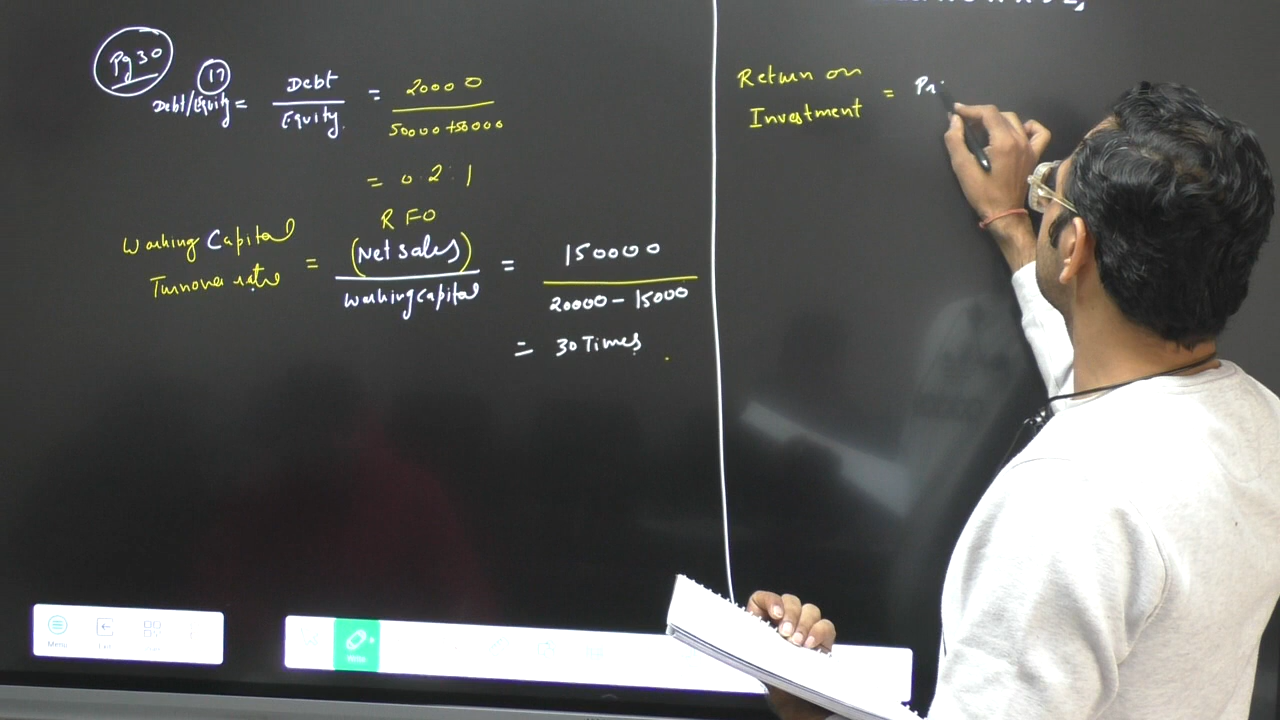 Pg 30
17
Debt/Equity = Debt / Equity. = 20000 / 50000 + 50000
= 0.2 : 1
RFO
Working Capital Turnover ratio = (Net sales) / Working capital = 150000 / 20000 - 15000
= 30 Times.
Return on
Investment =
Menu